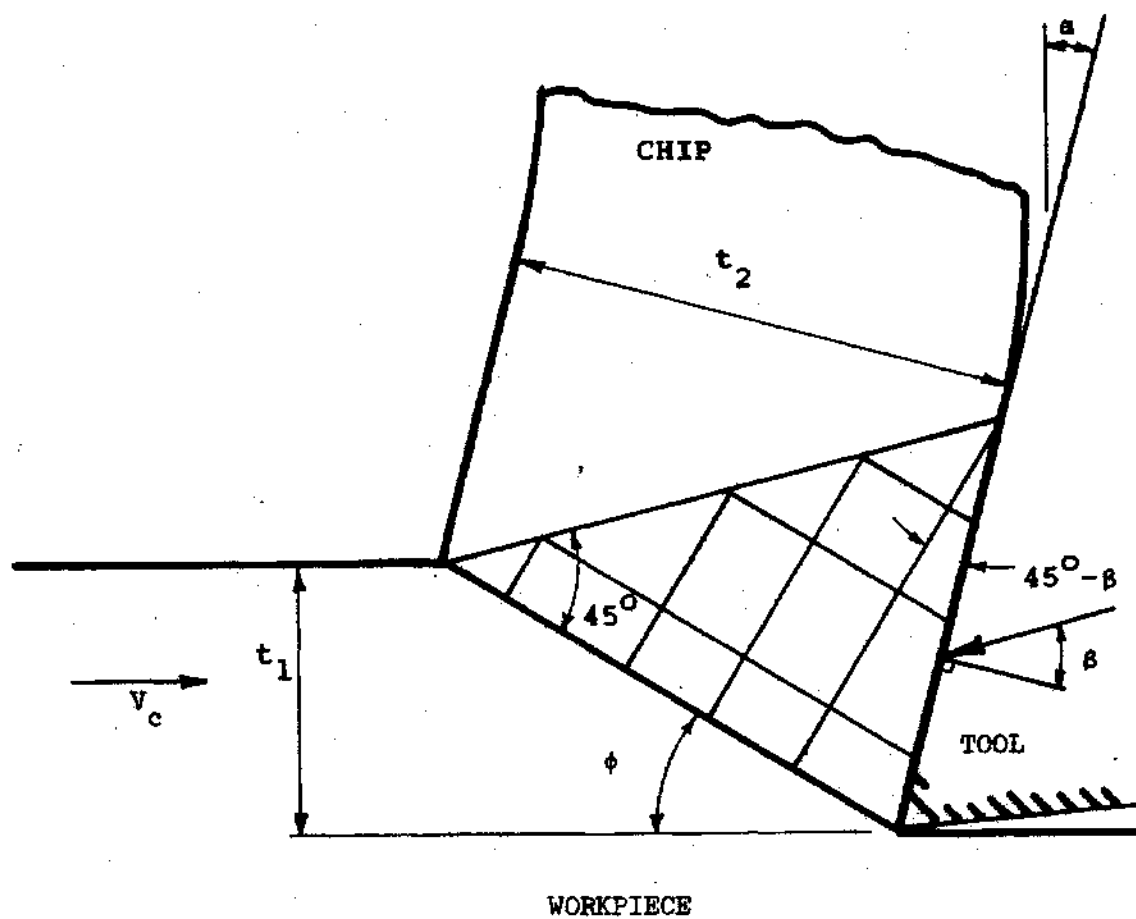 α
CHIP
t2
45°
45°-β
t1
β
Vc
TOOL
ϕ
WORKPIECE